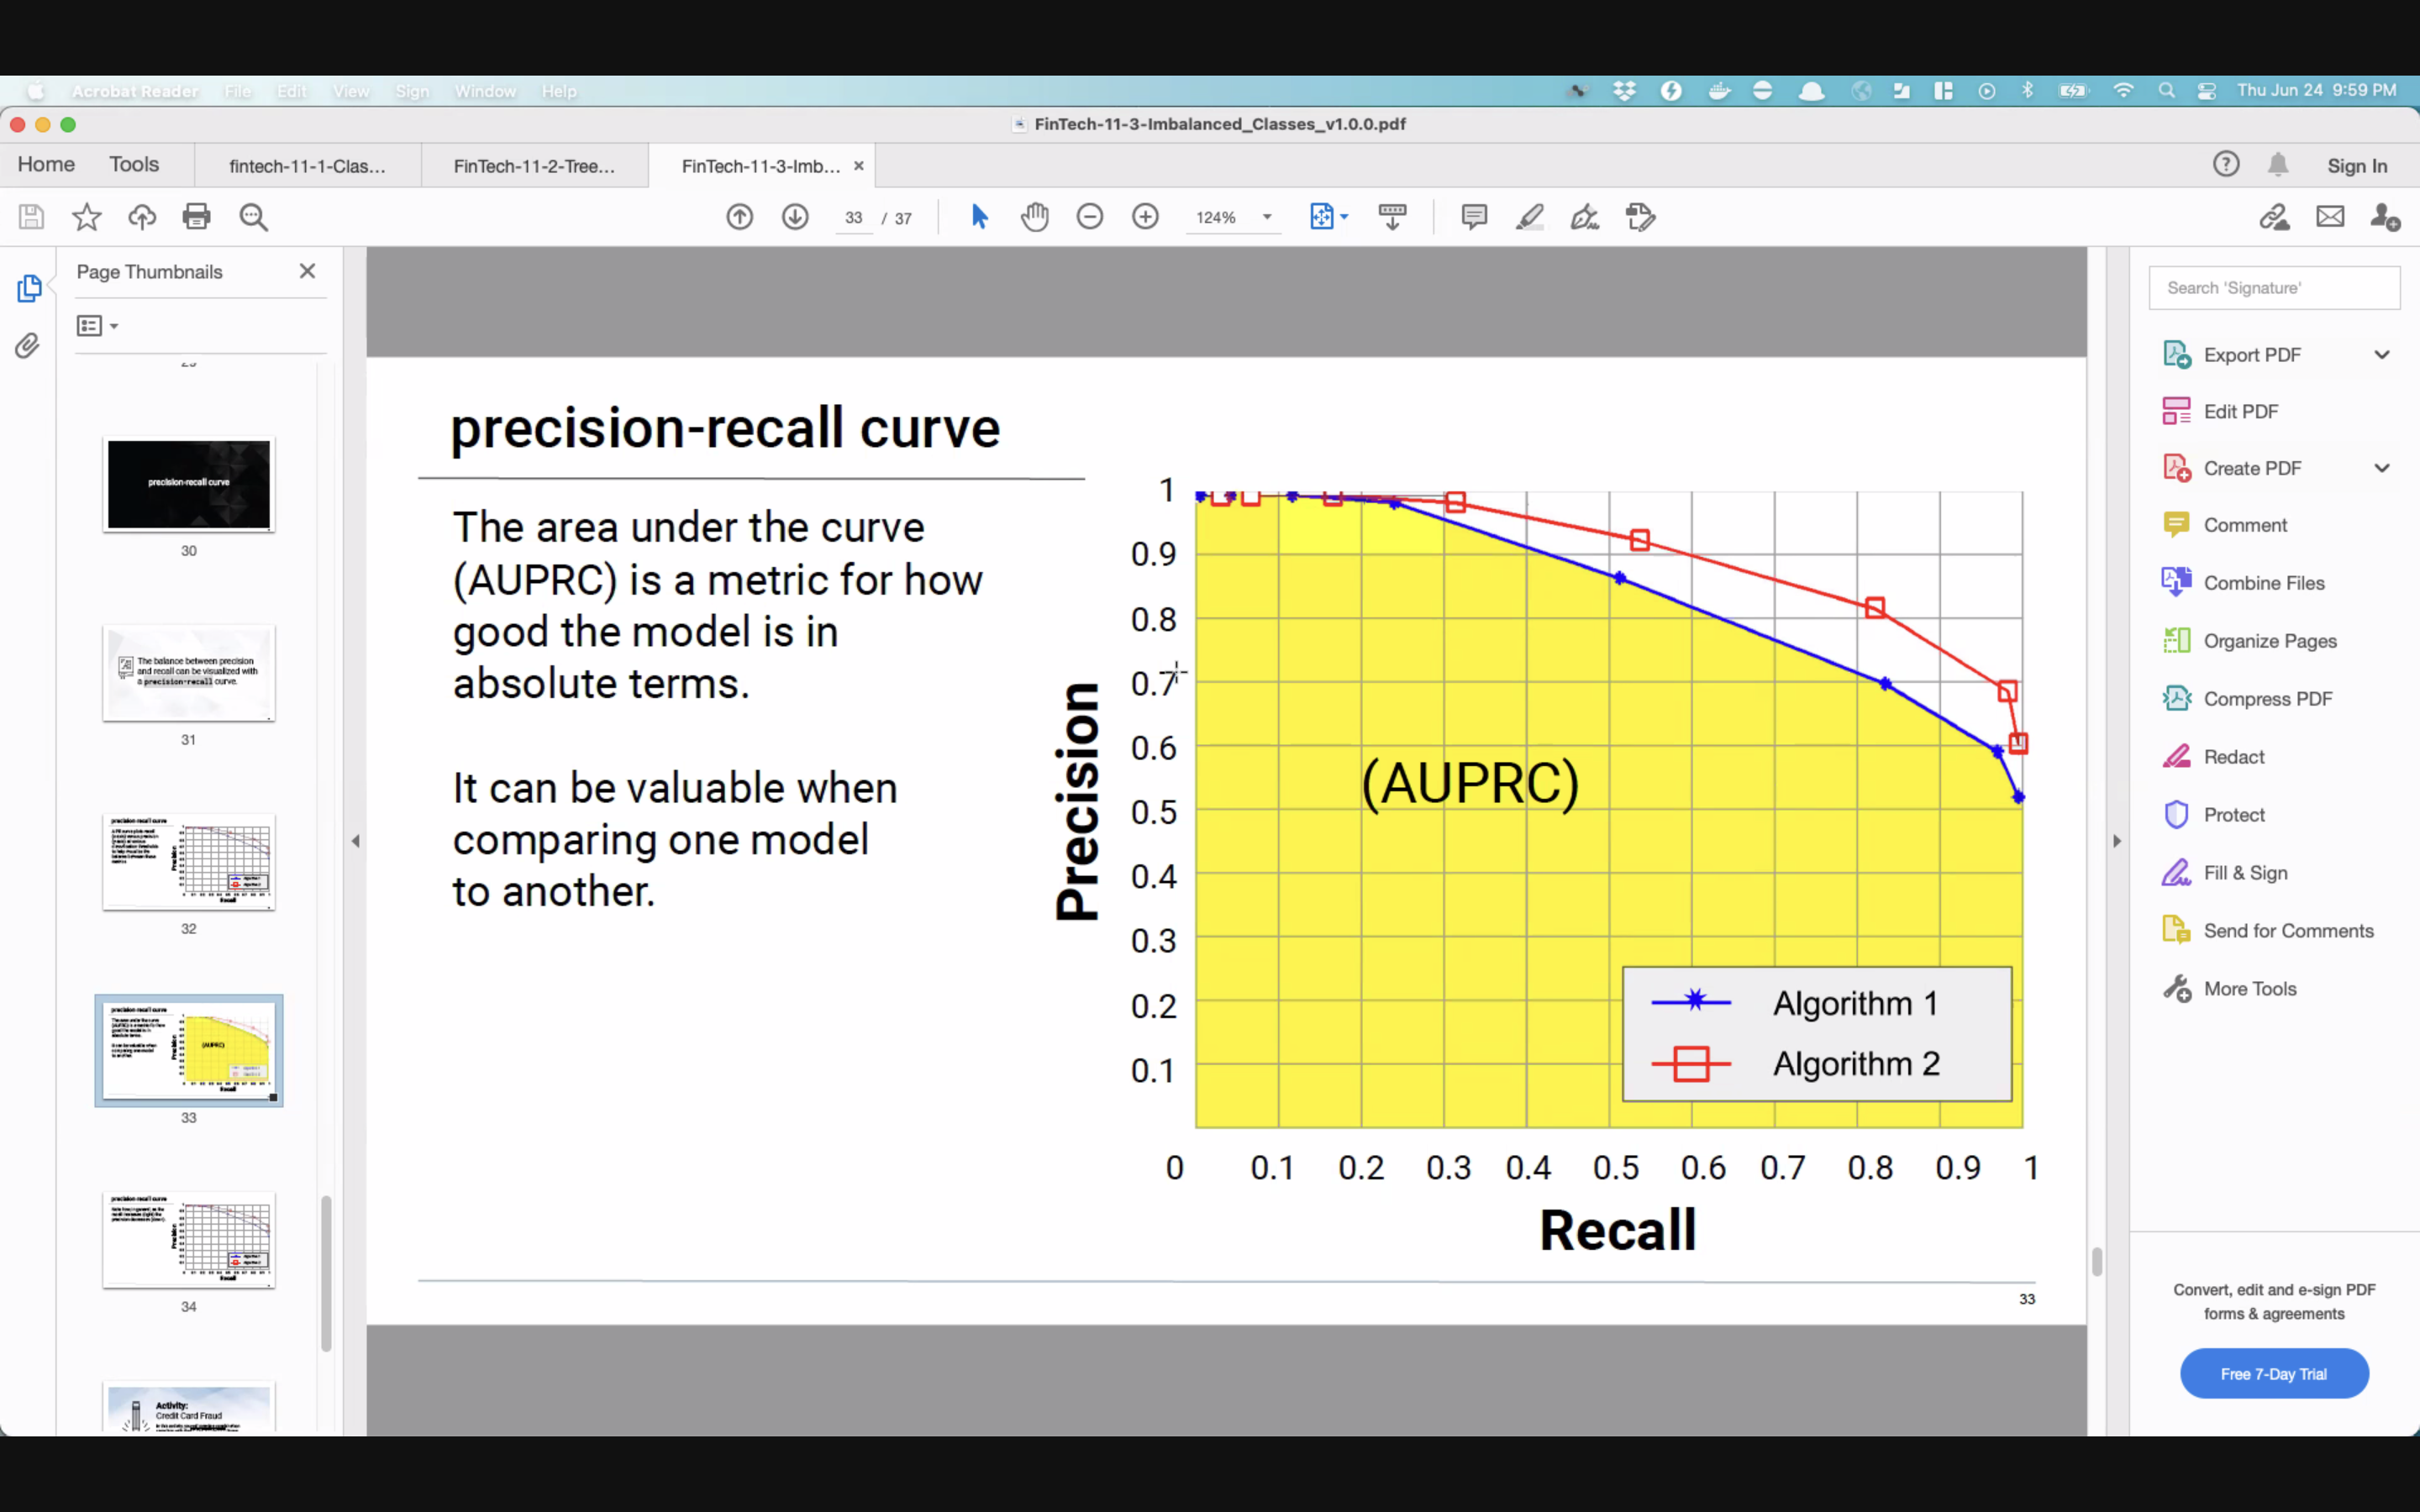 Acrobat Reader File Edit View Sign Window Help Thu Jun 24 9:59 PM
FinTech-11-3-Imbalanced_Classes_v1.0.0.pdf
Home Tools fintech-11-1-Clas... FinTech-11-2-Tree... FinTech-11-3-Imb... Sign In
33 / 37 124%
Page Thumbnails
precision-recall curve
30
The balance between precision
and recall can be visualized with
a precision-recall curve.
31
precision-recall curve
32
precision-recall curve
33
precision-recall curve
34
Activity:
Credit Card Fraud
precision-recall curve
The area under the curve
(AUPRC) is a metric for how
good the model is in
absolute terms.
It can be valuable when
comparing one model
to another.
Precision
1
0.9
0.8
0.7
0.6
0.5
0.4
0.3
0.2
0.1
(AUPRC)
Algorithm 1
Algorithm 2
0 0.1 0.2 0.3 0.4 0.5 0.6 0.7 0.8 0.9 1
Recall
33
Search 'Signature'
Export PDF
Edit PDF
Create PDF
Comment
Combine Files
Organize Pages
Compress PDF
Redact
Protect
Fill & Sign
Send for Comments
More Tools
Convert, edit and e-sign PDF
forms & agreements
Free 7-Day Trial